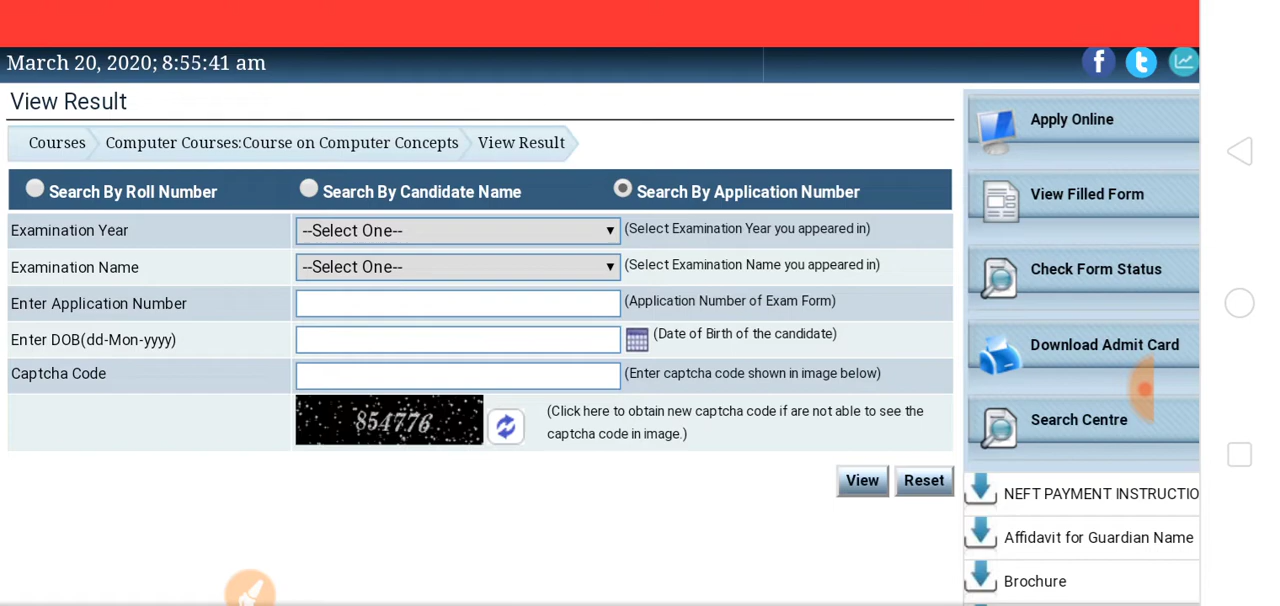 March 20, 2020; 8:55:41 am
f t
View Result
Courses Computer Courses:Course on Computer Concepts View Result
Search By Roll Number Search By Candidate Name Search By Application Number
Examination Year --Select One-- (Select Examination Year you appeared in)
Examination Name --Select One-- (Select Examination Name you appeared in)
Enter Application Number (Application Number of Exam Form)
Enter DOB(dd-Mon-yyyy) (Date of Birth of the candidate)
Captcha Code (Enter captcha code shown in image below)
854776 (Click here to obtain new captcha code if are not able to see the
captcha code in image.)
View Reset
Apply Online
View Filled Form
Check Form Status
Download Admit Card
Search Centre
NEFT PAYMENT INSTRUCTIO
Affidavit for Guardian Name
Brochure